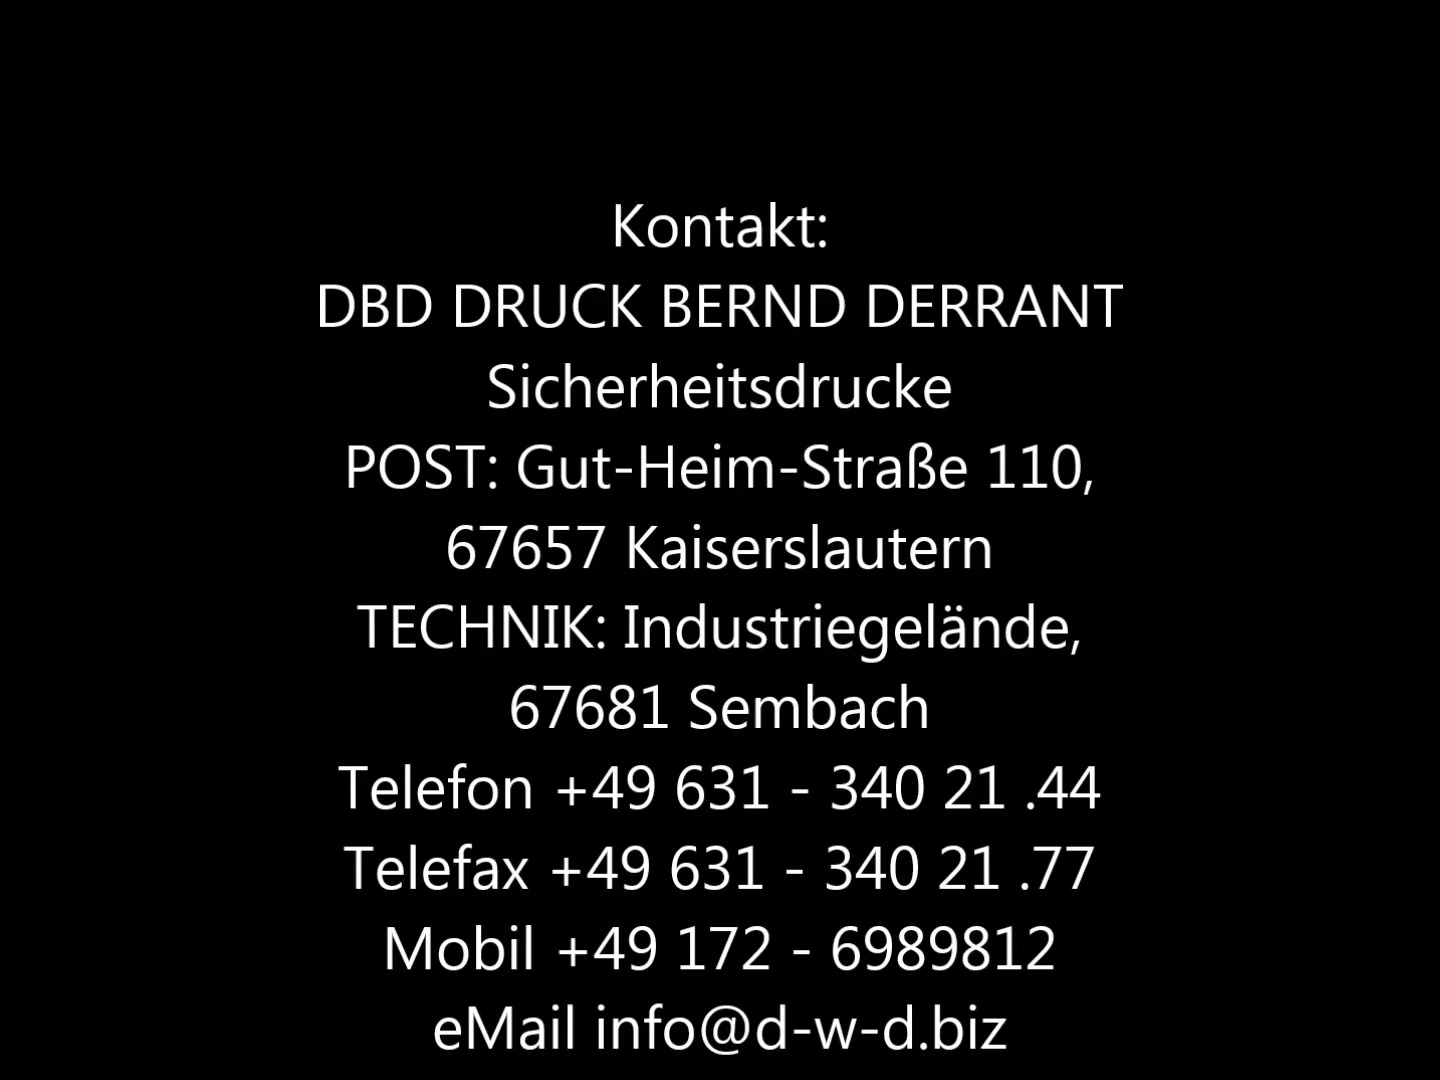 Kontakt:
DBD DRUCK BERND DERRANT
Sicherheitsdrucke
POST: Gut-Heim-Straße 110,
67657 Kaiserslautern
TECHNIK: Industriegelände,
67681 Sembach
Telefon +49 631 - 340 21 .44
Telefax +49 631 - 340 21 .77
Mobil +49 172 - 6989812
eMail info@d-w-d.biz